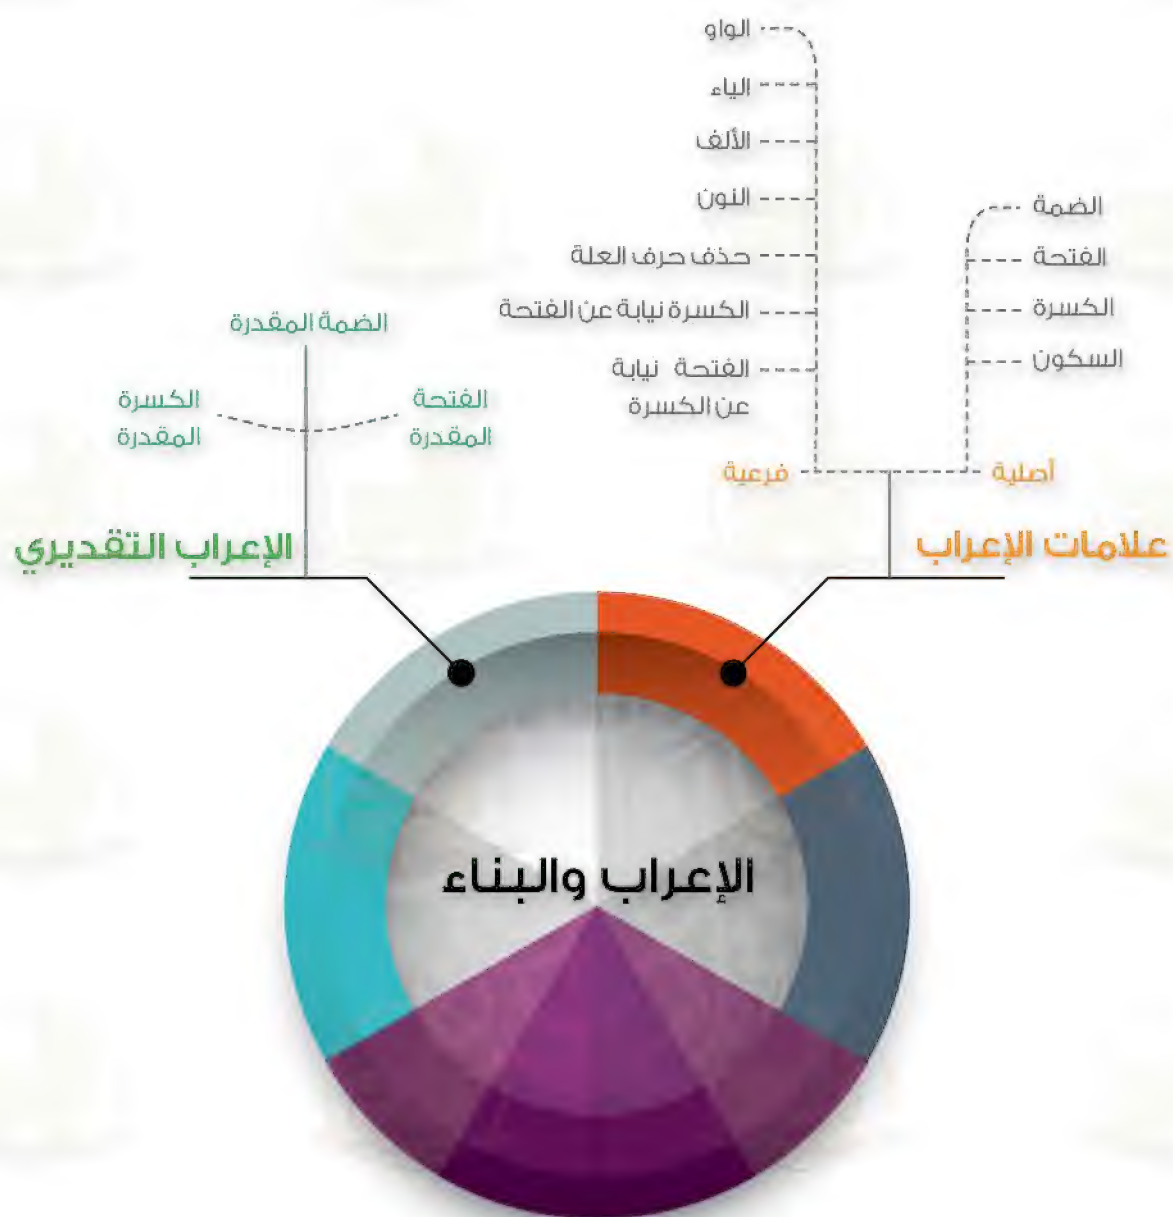 علامات الإعراب
أصلية
الضمة
الفتحة
الكسرة
السكون
فرعية
الواو
الياء
الألف
النون
حذف حرف العلة
الكسرة نيابة عن الفتحة
الفتحة نيابة
عن الكسرة
الإعراب التقديري
الضمة المقدرة
الفتحة
المقدرة
الكسرة
المقدرة
الإعراب والبناء